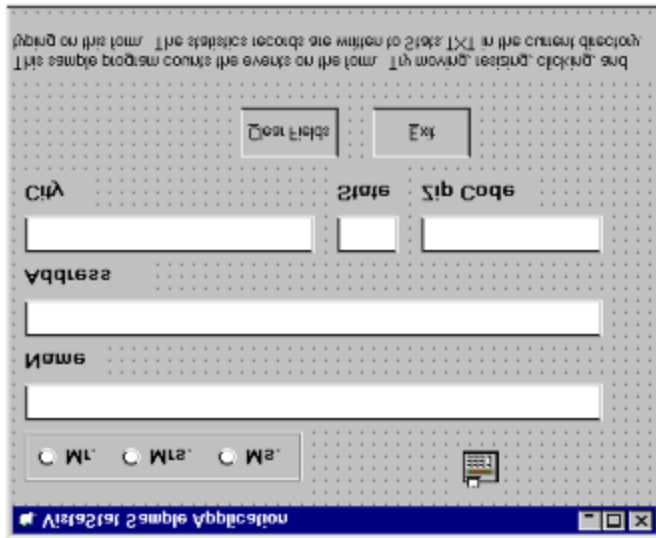 VistaStat Sample Application
Mr. Mrs. Ms.
Name
Address
City State Zip Code
Clear Fields Exit
This sample program counts the events on the form. Try moving, resizing, clicking, and
typing on this form. The statistics records are written to Stats.TXT in the current directory.